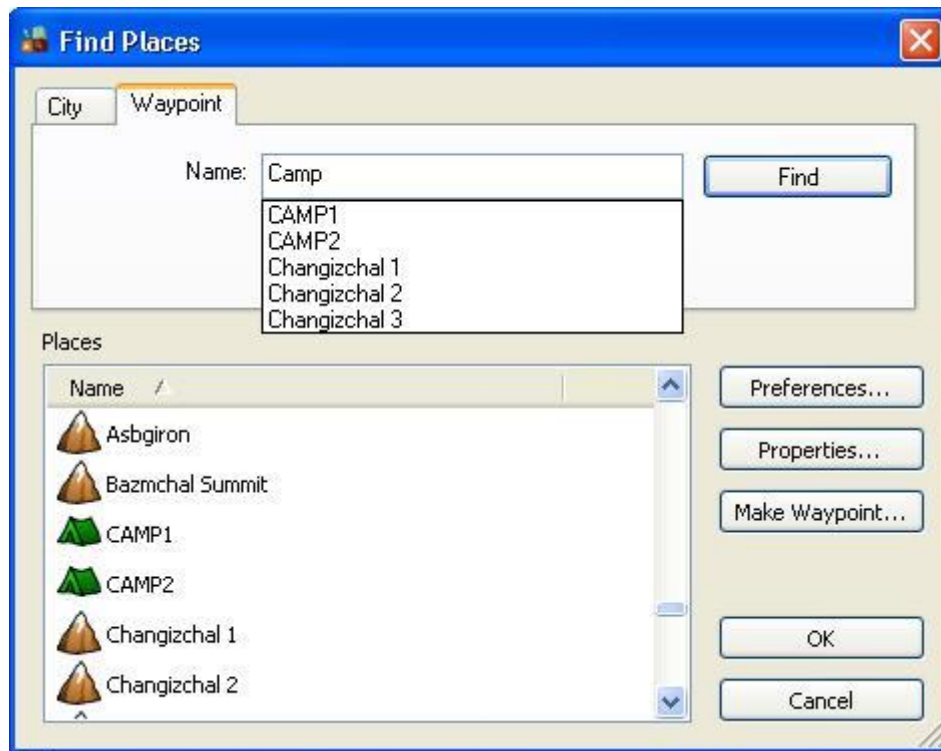 Find Places
City Waypoint
Name: Camp Find
CAMP1
CAMP2
Changizchal 1
Changizchal 2
Changizchal 3
Places
Name
Asbgiron
Bazmchal Summit
CAMP1
CAMP2
Changizchal 1
Changizchal 2
Preferences...
Properties...
Make Waypoint...
OK
Cancel